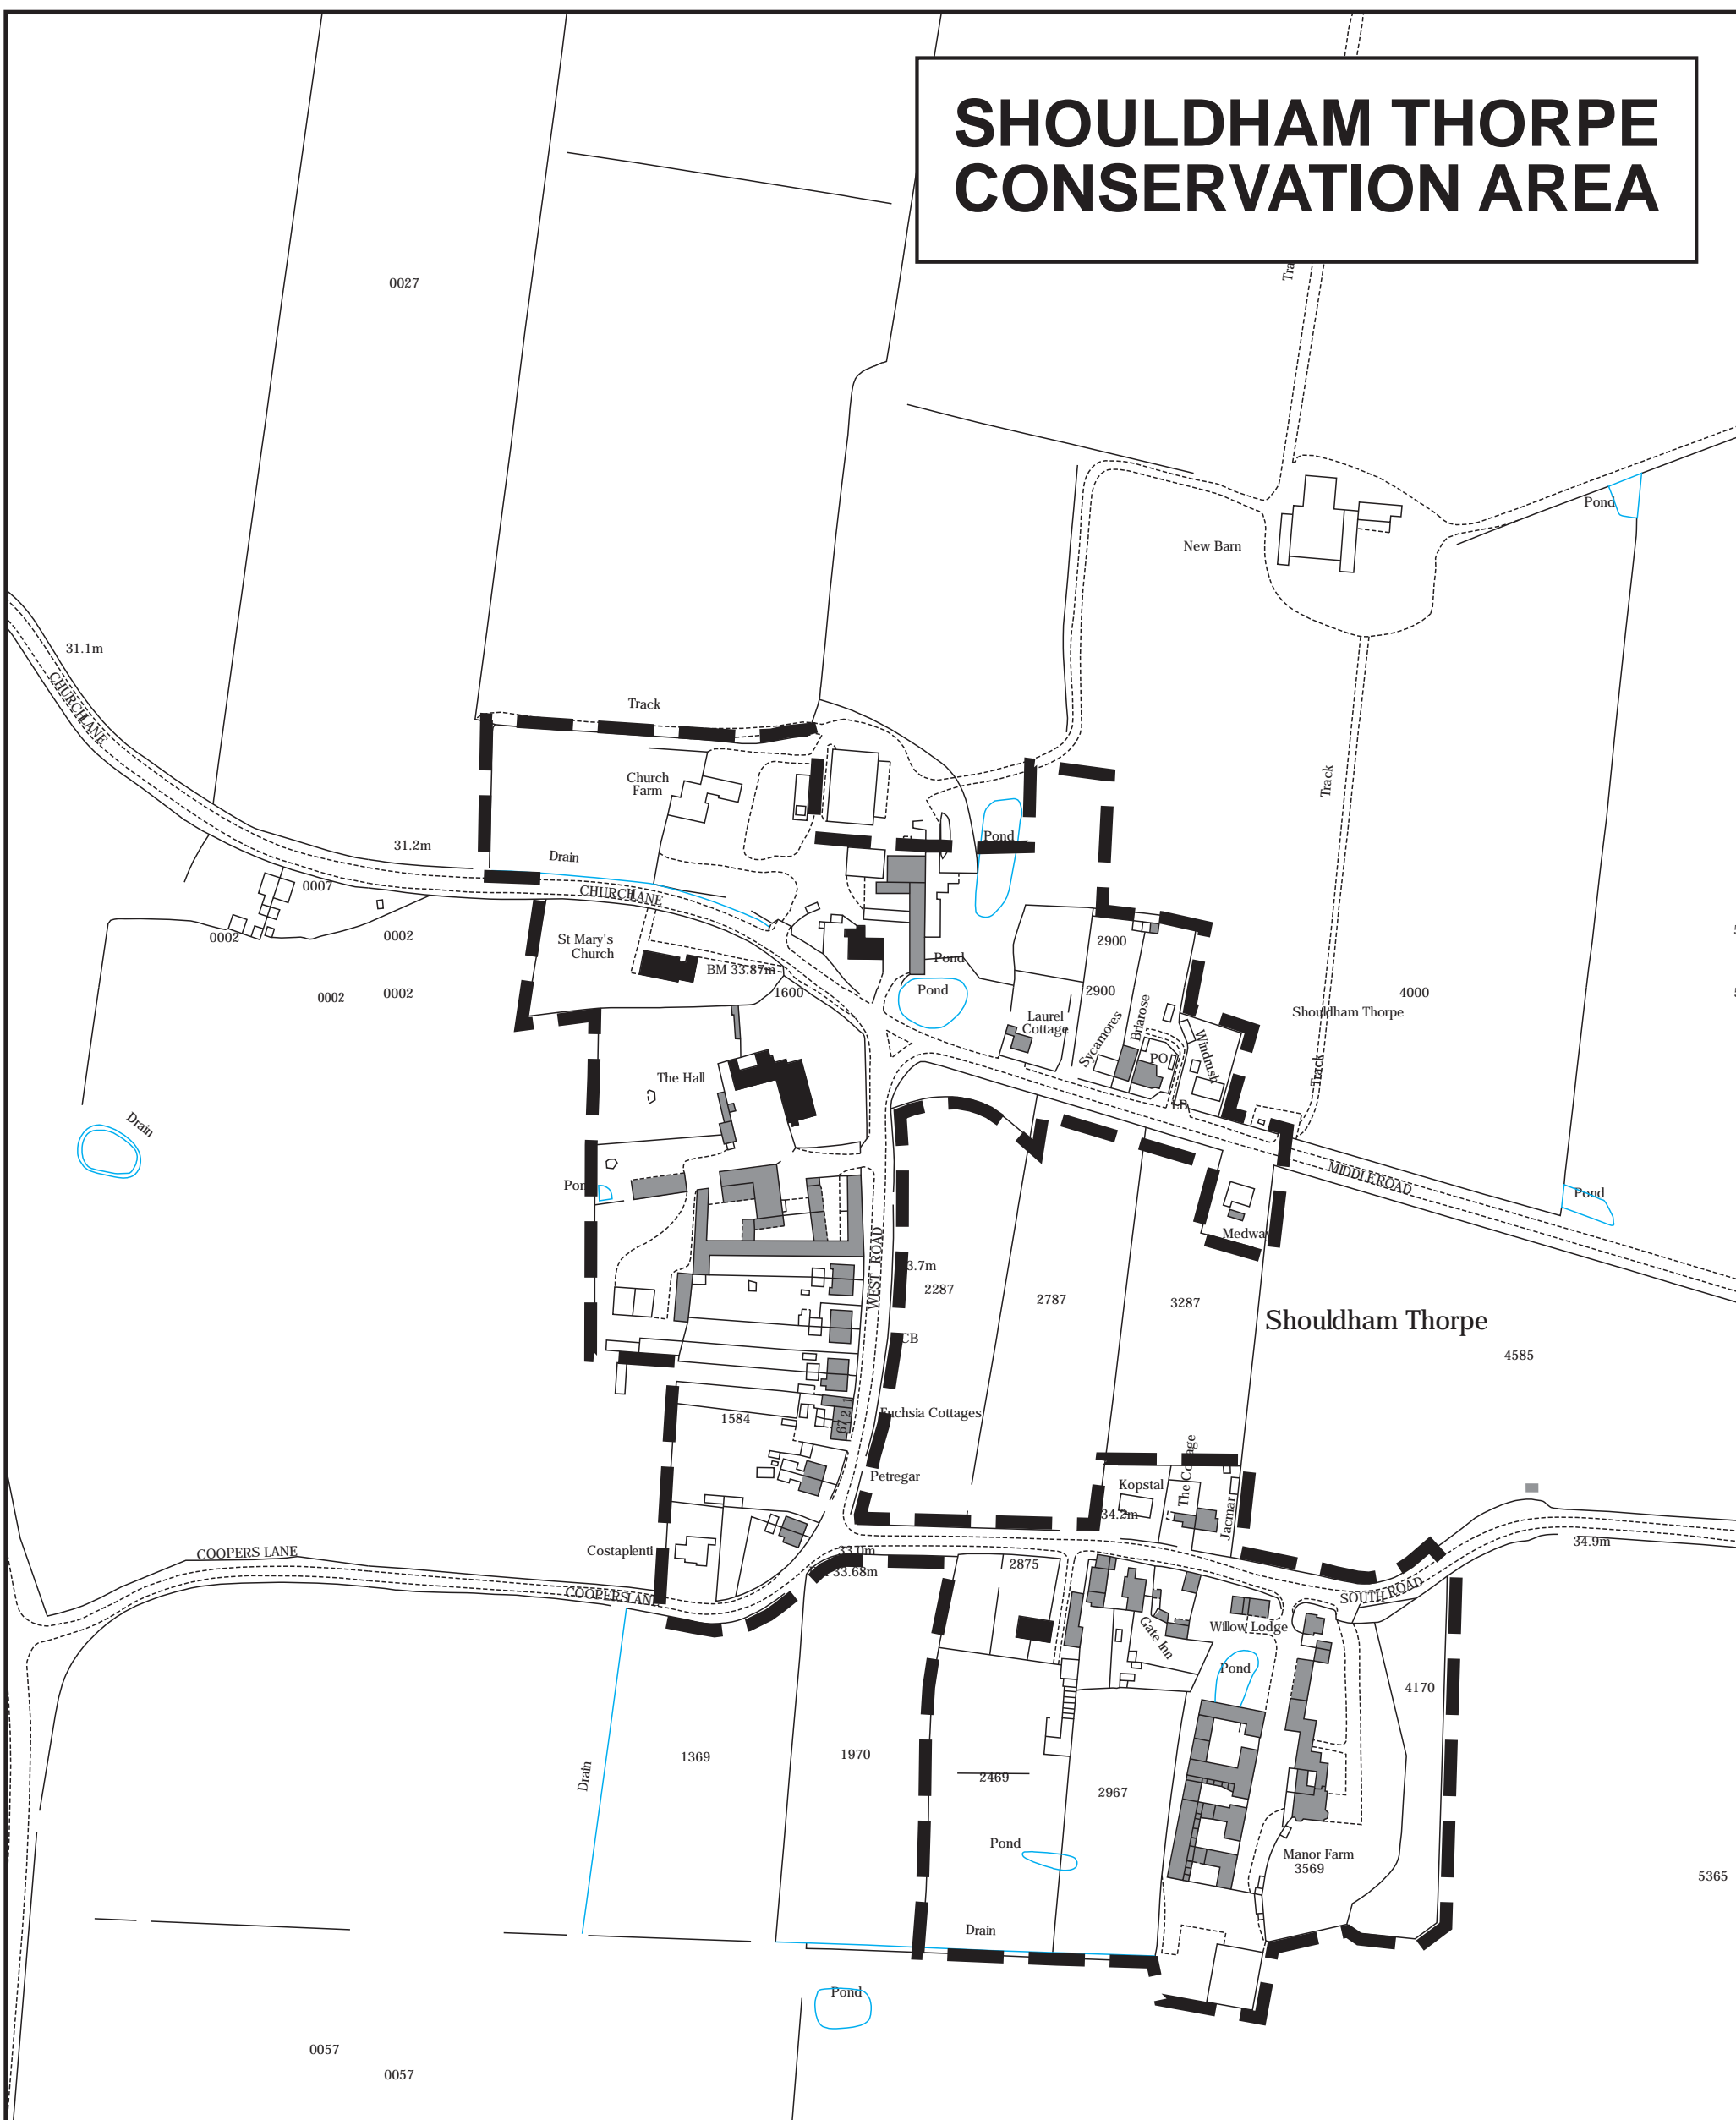 SHOULDHAM THORPE
CONSERVATION AREA
0027
Pond
New Barn
31.1m
CHURCH LANE
Track
Church
Farm
Track
31.2m
Drain
Pond
0007
CHURCH LANE
0002
0002
St Mary's
Church
2900
Pond
BM 33.87m
0002
0002
1600
Pond
2900
4000
Laurel
Cottage
Sycamores
Briarose
Windrush
Shouldham Thorpe
PO
The Hall
LB
Track
Drain
MIDDLE ROAD
Pond
Medway
WEST ROAD
2287
2787
3287
Shouldham Thorpe
4585
1584
Fuchsia Cottages
Petregar
Kopstal
Jacmar
34.2m
34.9m
Costaplenti
COOPERS LANE
33.0m
33.68m
2875
COOPERS LANE
SOUTH ROAD
Gate Inn
Willow Lodge
Pond
4170
1369
1970
2469
2967
Drain
Pond
Manor Farm
3569
5365
Drain
Pond
0057
0057